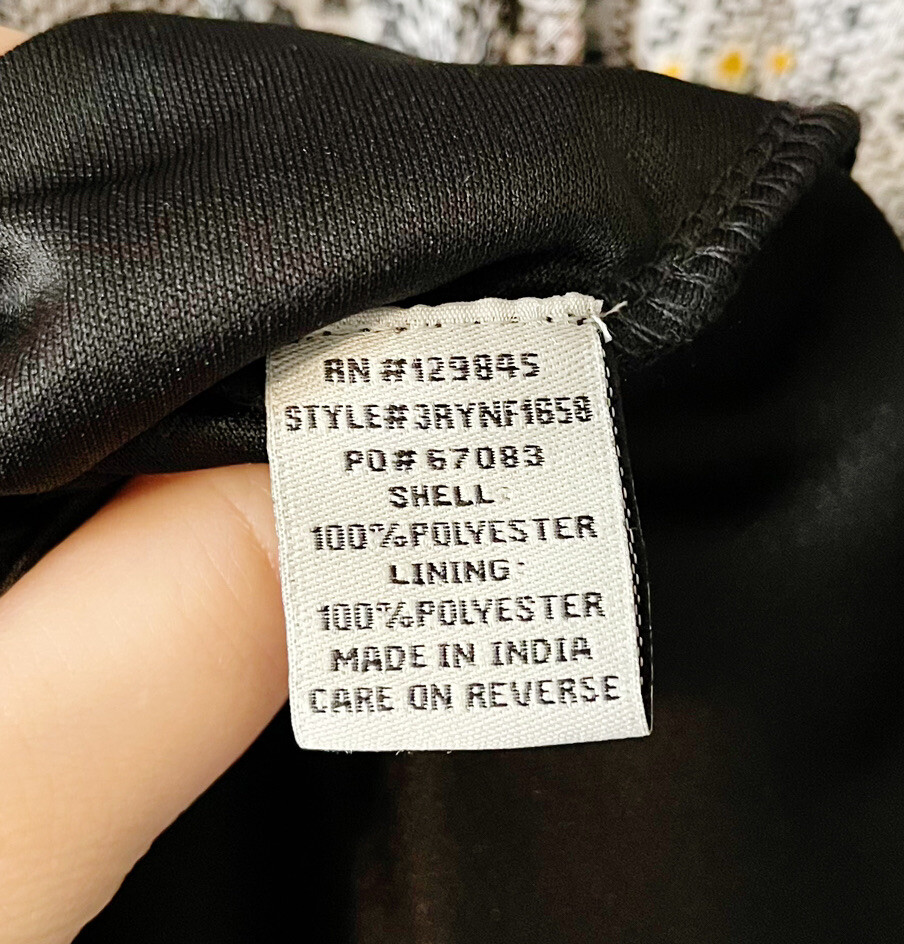 RN #129845
STYLE#3RYNF1658
PO# 67083
SHELL:
100%POLYESTER
LINING:
100%POLYESTER
MADE IN INDIA
CARE ON REVERSE